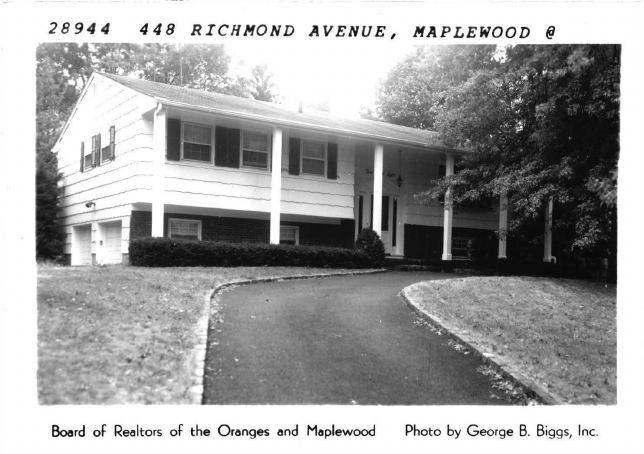 28944 448 RICHMOND AVENUE, MAPLEWOOD @
Board of Realtors of the Oranges and Maplewood Photo by George B. Biggs, Inc.